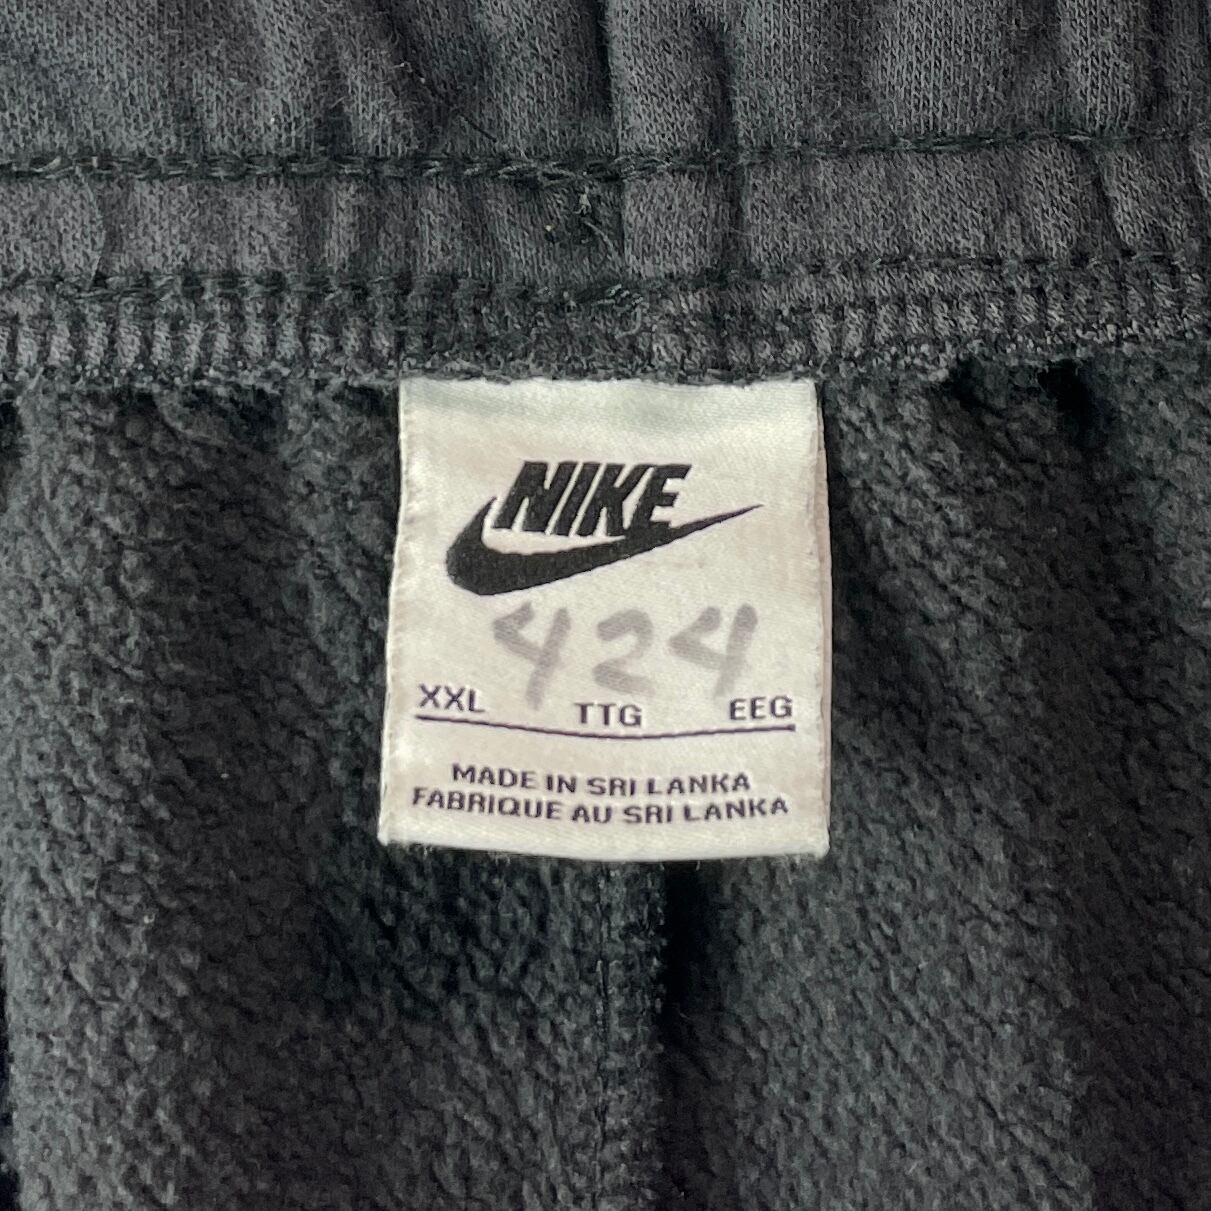 NIKE
424
XXL TTG EEG
MADE IN SRI LANKA
FABRIQUE AU SRI LANKA